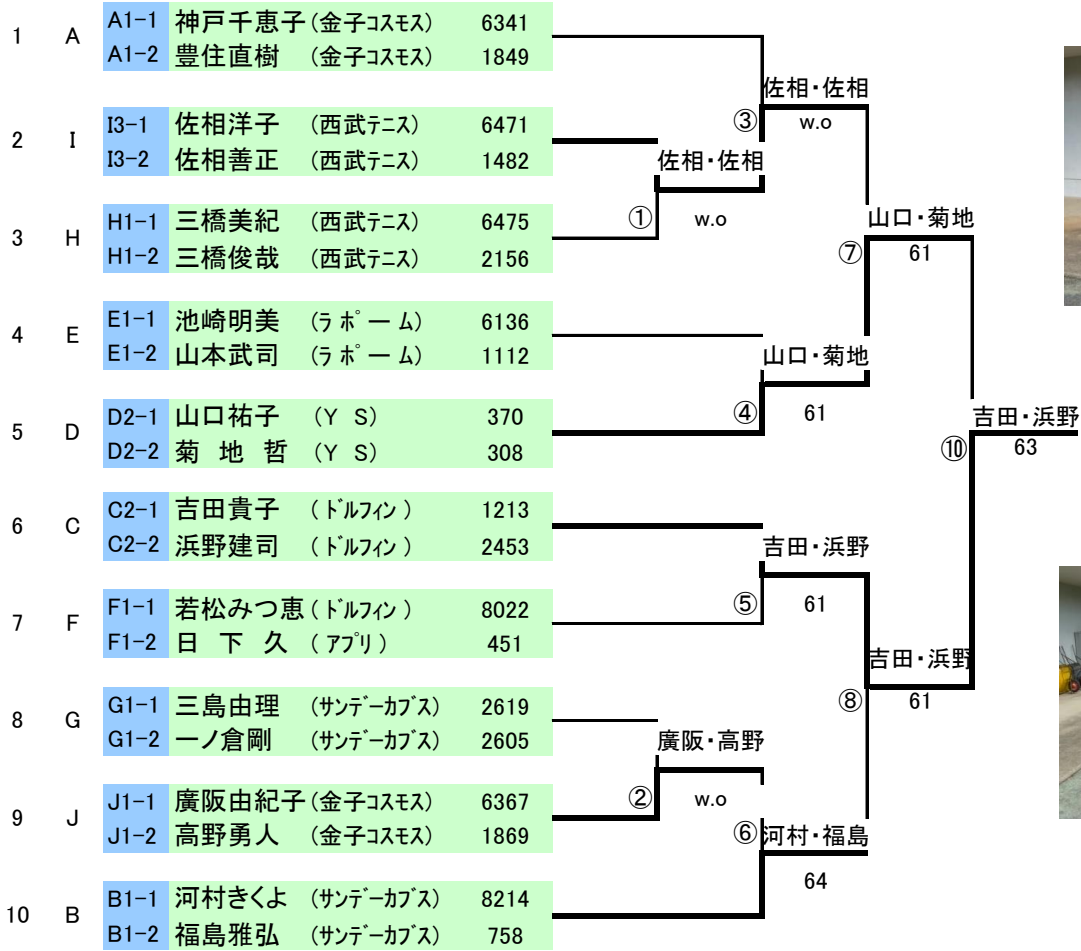 1 A A1-1 神戸千恵子(金子コスモス) 6341
A1-2 豊住直樹 (金子コスモス) 1849
2 I I3-1 佐相洋子 (西武テニス) 6471
I3-2 佐相善正 (西武テニス) 1482
3 H H1-1 三橋美紀 (西武テニス) 6475
H1-2 三橋俊哉 (西武テニス) 2156
4 E E1-1 池崎明美 (ラポーム) 6136
E1-2 山本武司 (ラポーム) 1112
5 D D2-1 山口祐子 (Y S) 370
D2-2 菊 地 哲 (Y S) 308
6 C C2-1 吉田貴子 (ドルフィン) 1213
C2-2 浜野建司 (ドルフィン) 2453
7 F F1-1 若松みつ恵(ドルフィン) 8022
F1-2 日 下 久 (アプリ) 451
8 G G1-1 三島由理 (サンデーカブス) 2619
G1-2 一ノ倉剛 (サンデーカブス) 2605
9 J J1-1 廣阪由紀子(金子コスモス) 6367
J1-2 高野勇人 (金子コスモス) 1869
10 B B1-1 河村きくよ (サンデーカブス) 8214
B1-2 福島雅弘 (サンデーカブス) 758
① 佐相・佐相
w.o
② 廣阪・高野
w.o
③ 佐相・佐相
w.o
④ 山口・菊地
61
⑤ 吉田・浜野
61
⑥ 河村・福島
64
⑦ 山口・菊地
61
⑧ 吉田・浜野
61
⑩ 吉田・浜野
63